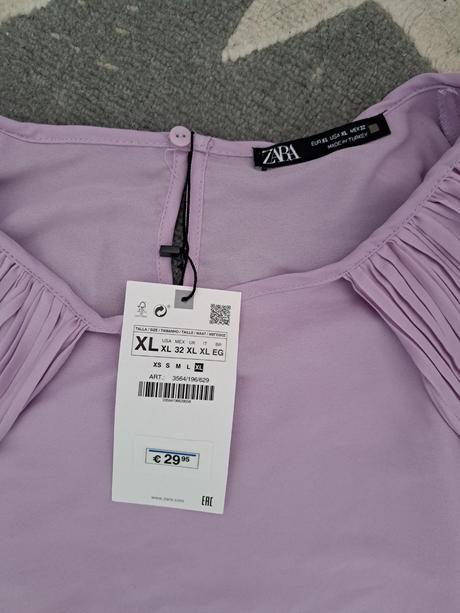 ZARA
EUR XL USA XL MEX 32
MADE IN TURKEY
TALLA / SIZE / TAMANHO / TAILLE / MAAT / ΜΕΓΕΘΟΣ
XL
USA MEX UK IT BR
XL 32 XL XL EG
XS S M L XL
ART.: 3564/196/629
€ 29 95
www.zara.com
EAC